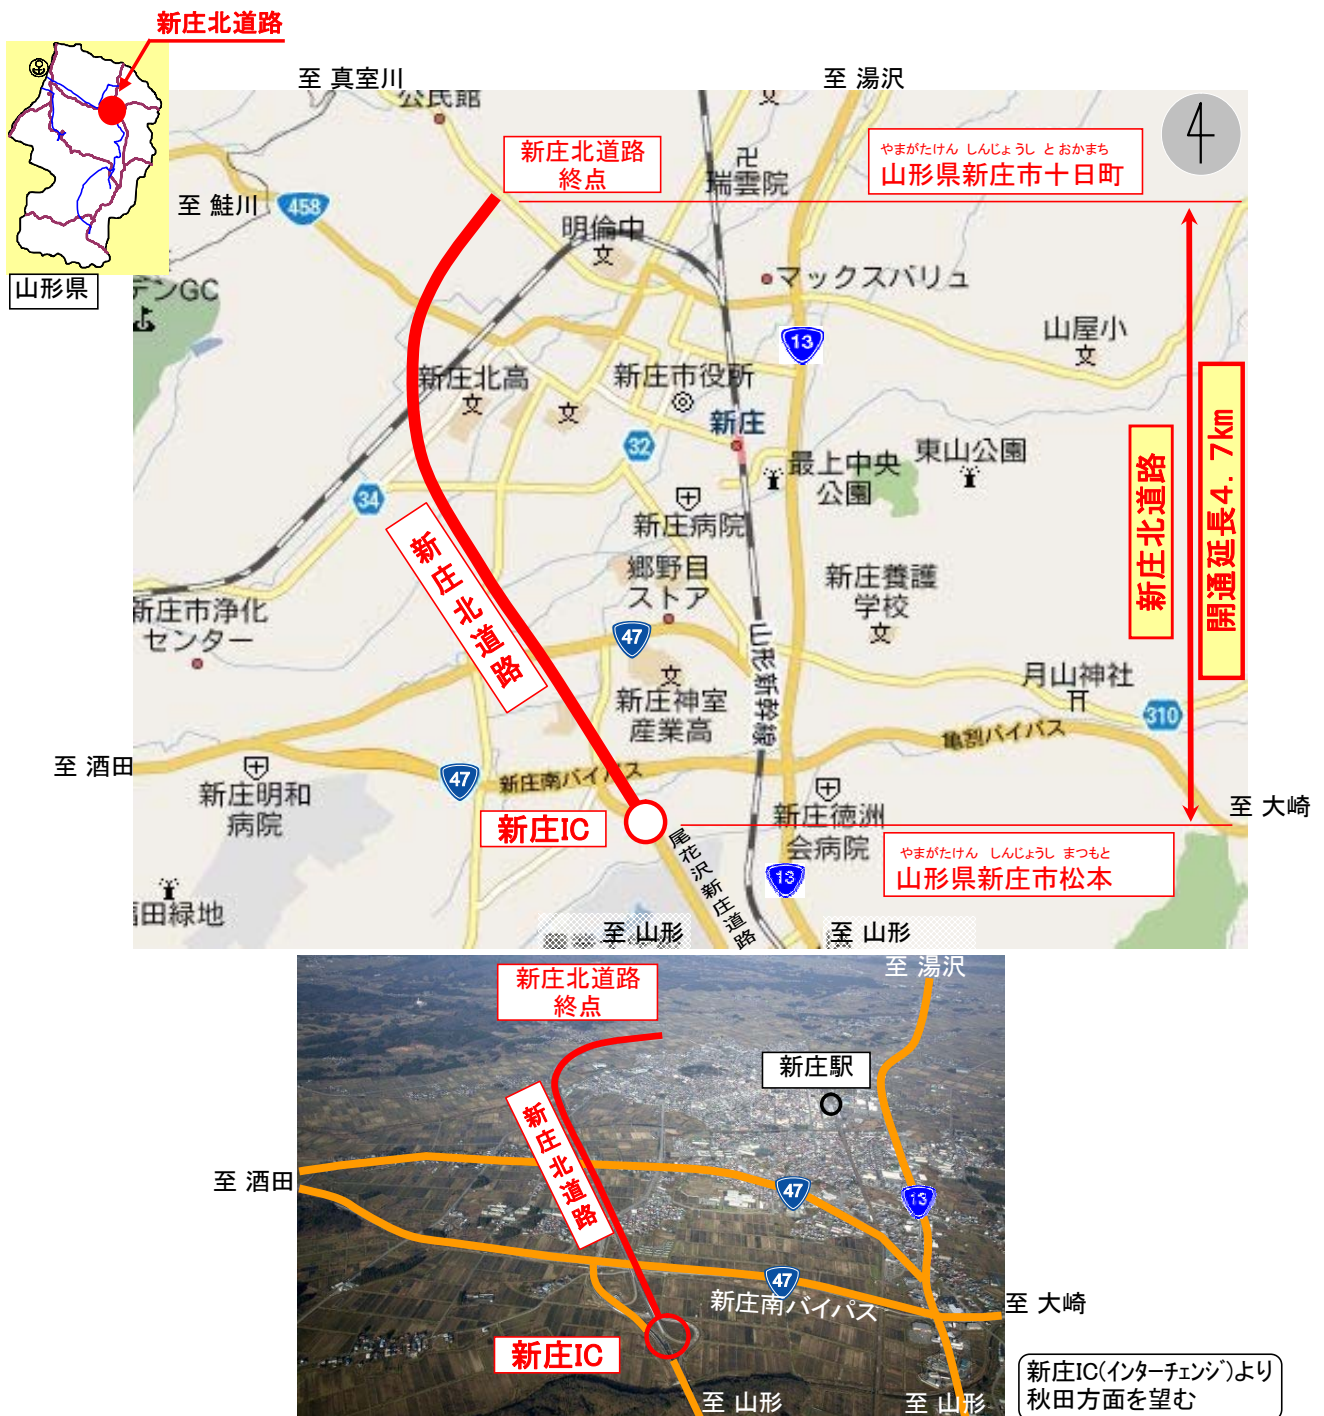 新庄北道路
至 真室川
至 湯沢
公民館
文
新庄北道路
終点
卍
瑞雲院
やまがたけん しんじょうし とおかまち
山形県新庄市十日町
至 鮭川
458
明倫中
文
山形県
デンGC
マックスバリュ
13
山屋小
文
新庄北高
文
文
新庄市役所
新庄
32
34
最上中央
公園
東山公園
新庄病院
新庄北道路
開通延長4.7km
新庄北道路
郷野目
ストア
新庄養護
学校
文
新庄市浄化
センター
47
文
新庄神室
産業高
山形新幹線
月山神社
310
亀割バイパス
至 酒田
新庄明和
病院
47
新庄南バイパス
新庄IC
尾花沢新庄道路
新庄徳洲
会病院
至 大崎
やまがたけん しんじょうし まつもと
山形県新庄市松本
13
福田緑地
至 山形
至 山形
新庄北道路
終点
至 湯沢
新庄駅
新庄北道路
至 酒田
47
13
47
新庄南バイパス
至 大崎
新庄IC
至 山形
至 山形
新庄IC(インターチェンジ)より
秋田方面を望む